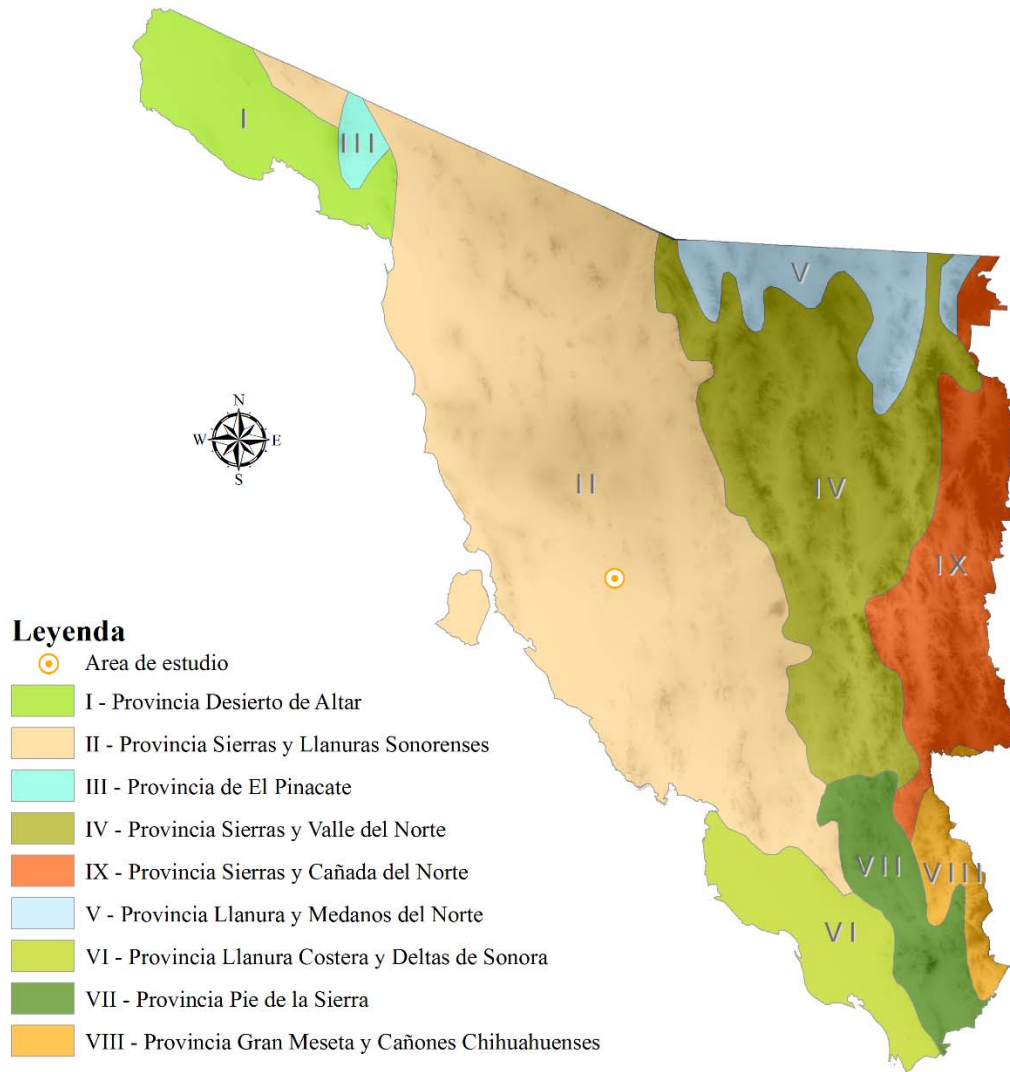 I
III
V
II
IV
IX
N
W
E
S
VII
VIII
VI
Leyenda
Area de estudio
I - Provincia Desierto de Altar
II - Provincia Sierras y Llanuras Sonorenses
III - Provincia de El Pinacate
IV - Provincia Sierras y Valle del Norte
IX - Provincia Sierras y Cañada del Norte
V - Provincia Llanura y Medanos del Norte
VI - Provincia Llanura Costera y Deltas de Sonora
VII - Provincia Pie de la Sierra
VIII - Provincia Gran Meseta y Cañones Chihuahuenses